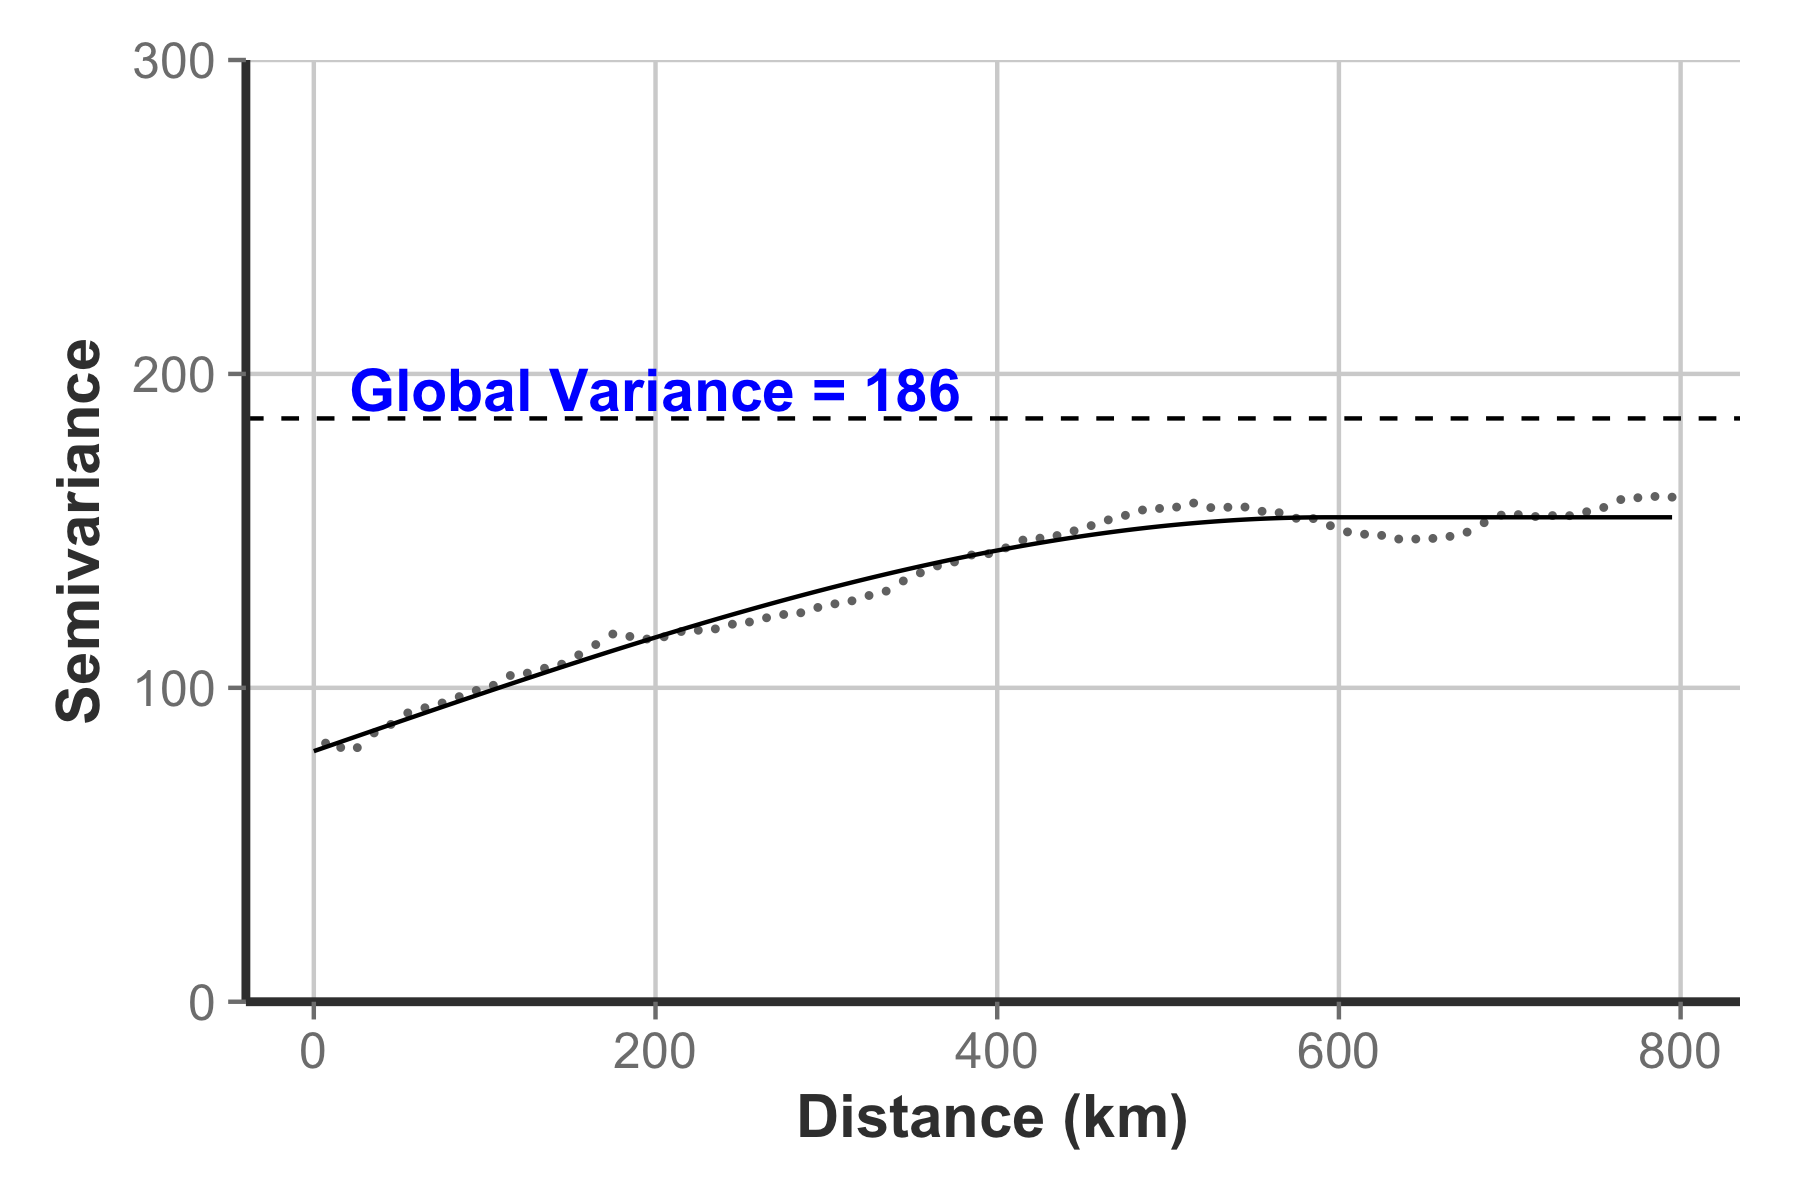 300
200
100
0
Semivariance
Global Variance = 186
0 200 400 600 800
Distance (km)